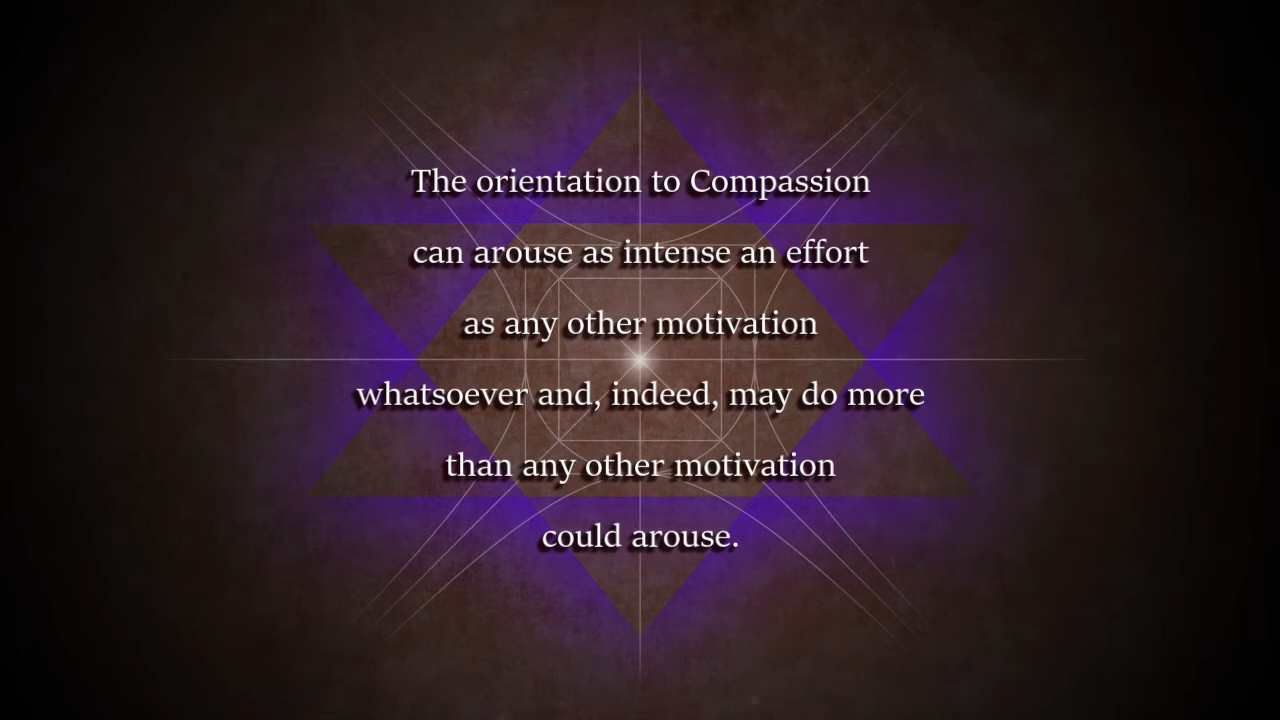 The orientation to Compassion
can arouse as intense an effort
as any other motivation
whatsoever and, indeed, may do more
than any other motivation
could arouse.